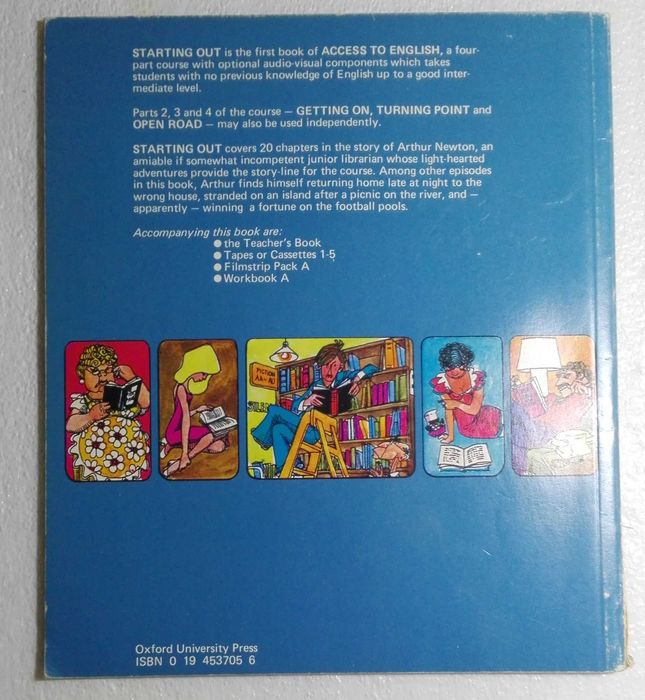 STARTING OUT is the first book of ACCESS TO ENGLISH, a four-
part course with optional audio-visual components which takes
students with no previous knowledge of English up to a good inter-
mediate level.
Parts 2, 3 and 4 of the course — GETTING ON, TURNING POINT and
OPEN ROAD — may also be used independently.
STARTING OUT covers 20 chapters in the story of Arthur Newton, an
amiable if somewhat incompetent junior librarian whose light-hearted
adventures provide the story-line for the course. Among other episodes
in this book, Arthur finds himself returning home late at night to the
wrong house, stranded on an island after a picnic on the river, and —
apparently — winning a fortune on the football pools.
Accompanying this book are:
● the Teacher's Book
● Tapes or Cassettes 1-5
● Filmstrip Pack A
● Workbook A
FICTION
Oxford University Press
ISBN 0 19 453705 6